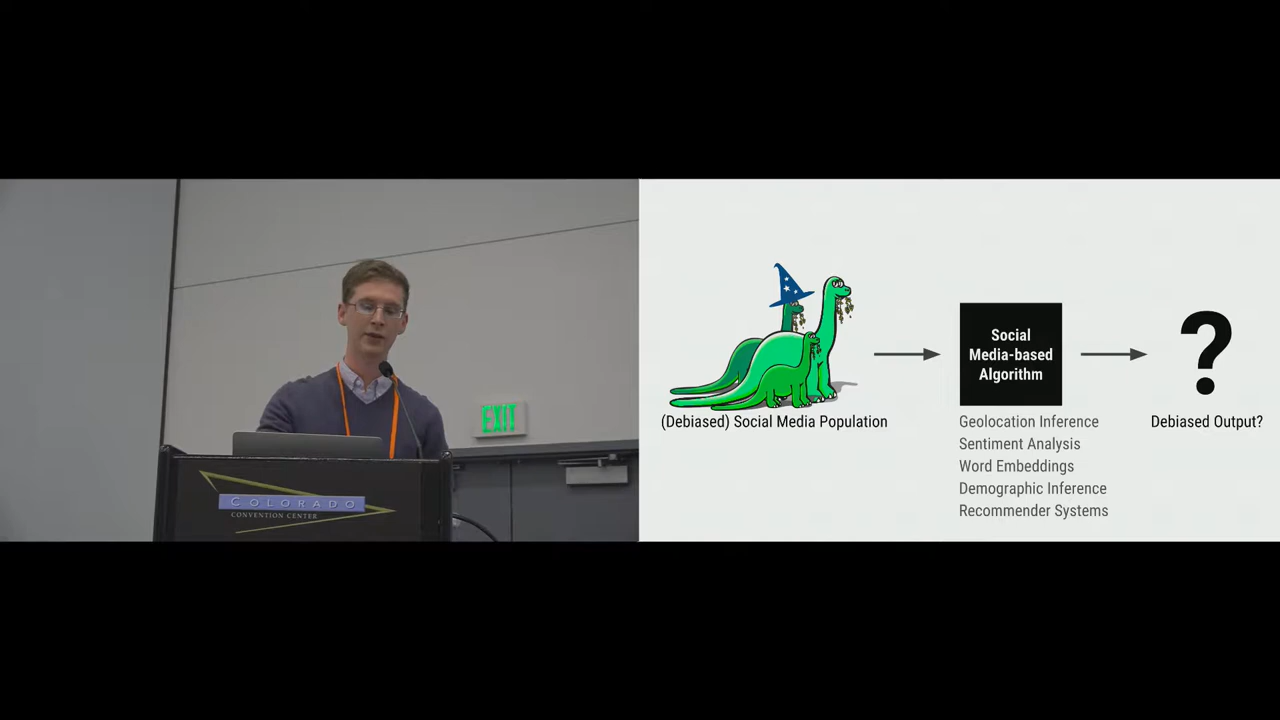 EXIT
COLORADO
CONVENTION CENTER
(Debiased) Social Media Population
Social
Media-based
Algorithm
Geolocation Inference
Sentiment Analysis
Word Embeddings
Demographic Inference
Recommender Systems
?
Debiased Output?